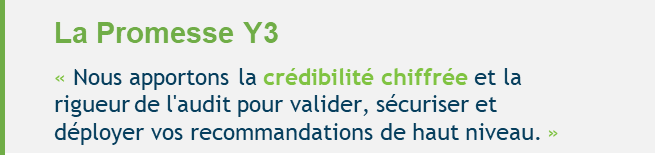 La Promesse Y3
« Nous apportons la crédibilité chiffrée et la
rigueur de l'audit pour valider, sécuriser et
déployer vos recommandations de haut niveau. »